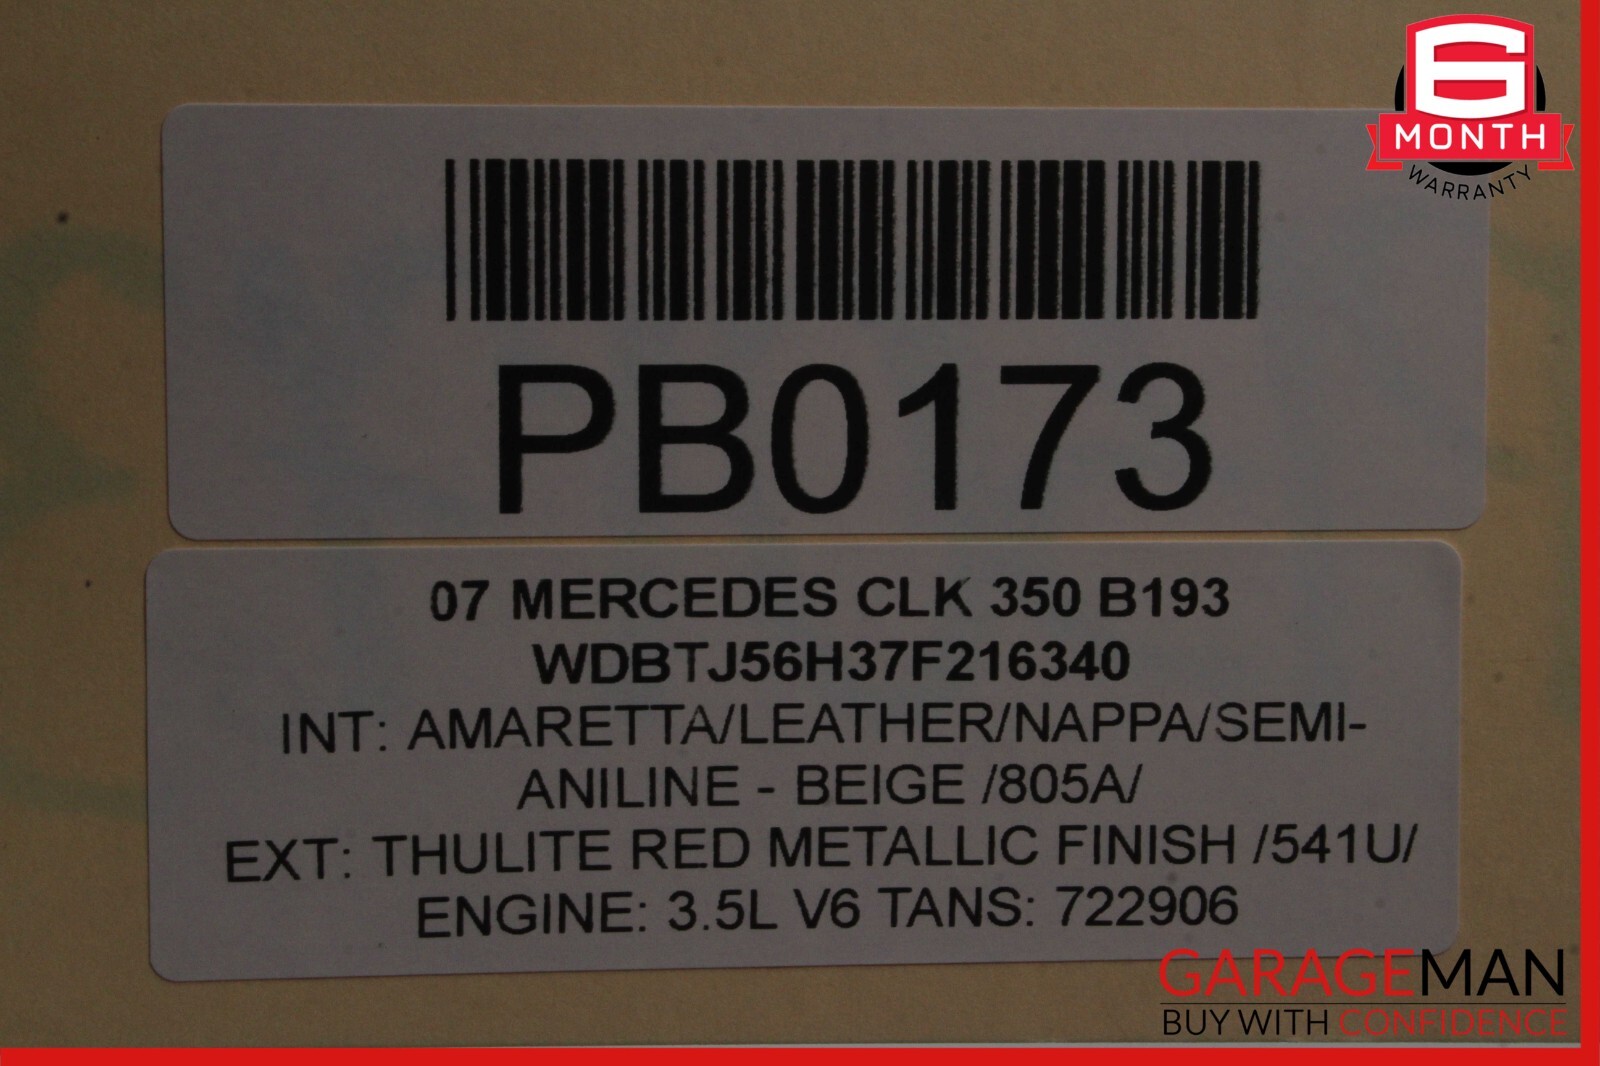 6
MONTH
WARRANTY
PB0173
07 MERCEDES CLK 350 B193
WDBTJ56H37F216340
INT: AMARETTA/LEATHER/NAPPA/SEMI-
ANILINE - BEIGE /805A/
EXT: THULITE RED METALLIC FINISH /541U/
ENGINE: 3.5L V6 TANS: 722906
GARAGEMAN
BUY WITH CONFIDENCE